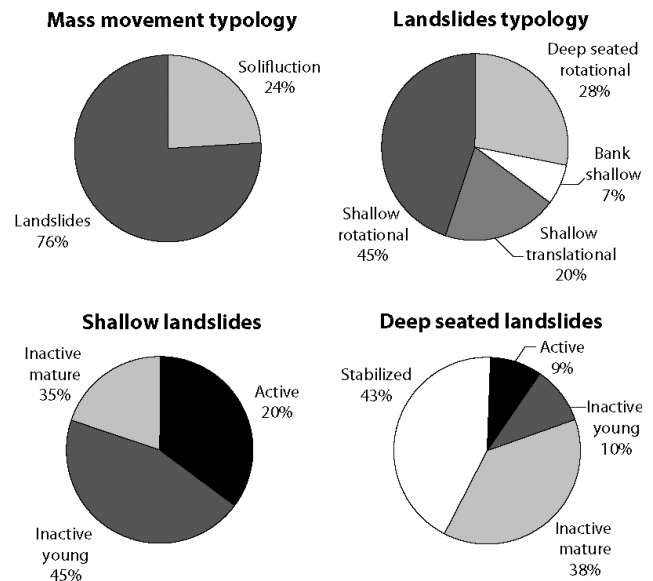 Mass movement typology
Solifluction
24%
Landslides
76%
Landslides typology
Deep seated
rotational
28%
Bank
shallow
7%
Shallow
translational
20%
Shallow
rotational
45%
Shallow landslides
Inactive
mature
35%
Active
20%
Inactive
young
45%
Deep seated landslides
Active
9%
Stabilized
43%
Inactive
young
10%
Inactive
mature
38%